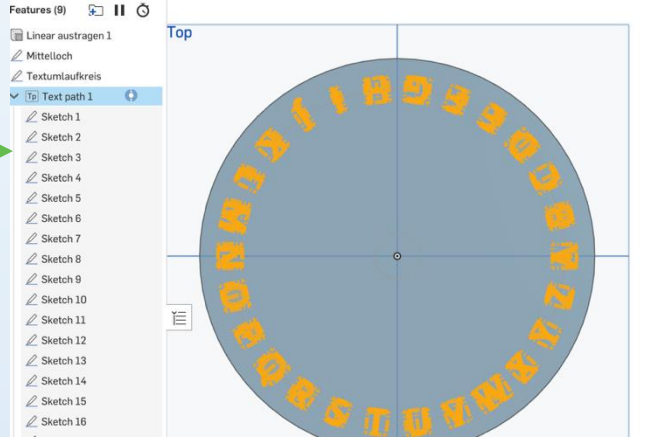 Features (9)
Top
Linear austragen 1
Mittelloch
Textumlaufkreis
Tp Text path 1
Sketch 1
Sketch 2
Sketch 3
Sketch 4
Sketch 5
Sketch 6
Sketch 7
Sketch 8
Sketch 9
Sketch 10
Sketch 11
Sketch 12
Sketch 13
Sketch 14
Sketch 15
Sketch 16